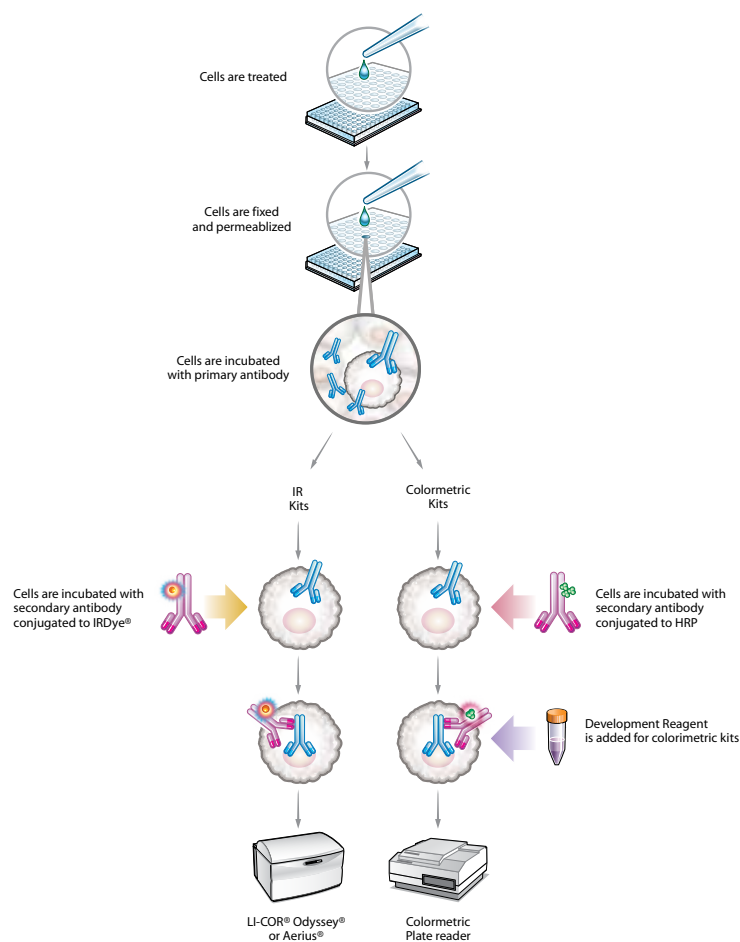 Cells are treated
Cells are fixed
and permeablized
Cells are incubated
with primary antibody
IR
Kits
Colormetric
Kits
Cells are incubated with
secondary antibody
conjugated to IRDye®
Cells are incubated with
secondary antibody
conjugated to HRP
Development Reagent
is added for colorimetric kits
LI-COR® Odyssey®
or Aerius®
Colormetric
Plate reader